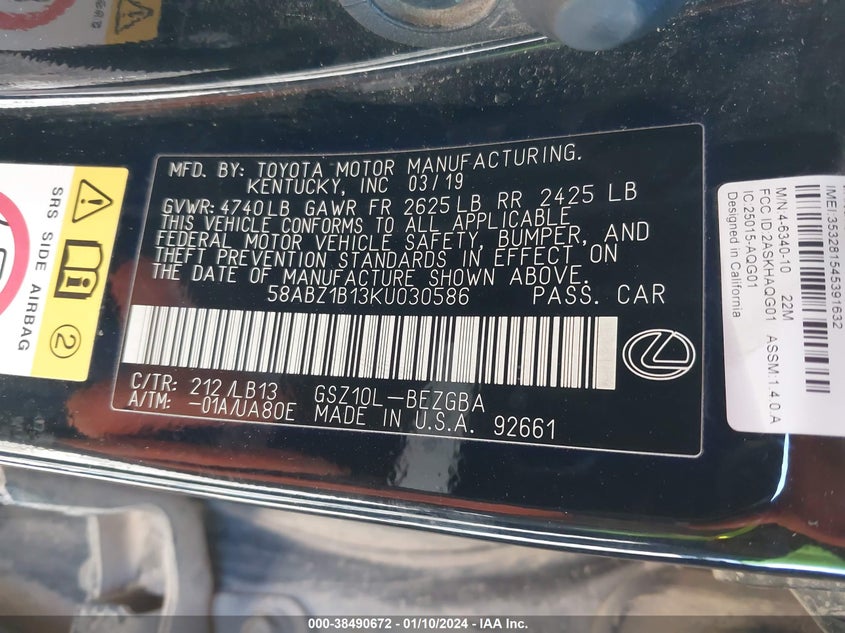 MFD. BY: TOYOTA MOTOR MANUFACTURING.
KENTUCKY, INC 03/19
GVWR: 4740LB GAWR FR 2625LB RR 2425 LB
THIS VEHICLE CONFORMS TO ALL APPLICABLE
FEDERAL MOTOR VEHICLE SAFETY, BUMPER, AND
THEFT PREVENTION STANDARDS IN EFFECT ON
THE DATE OF MANUFACTURE SHOWN ABOVE.
58ABZ1B13KU030586 PASS. CAR
C/TR: 212/LB13 GSZ10L-BEZGBA
A/TM: -01A/UA80E MADE IN U.S.A. 92661
SRS SIDE AIRBAG
2
IMEI:353281545391632
M/N 4-6340-10 22M
FCC ID 2ASKHAQG01 ASSM 1.4.0.A
IC 25015-AQG01
Designed in California
000-38490672 - 01/10/2024 - IAA Inc.